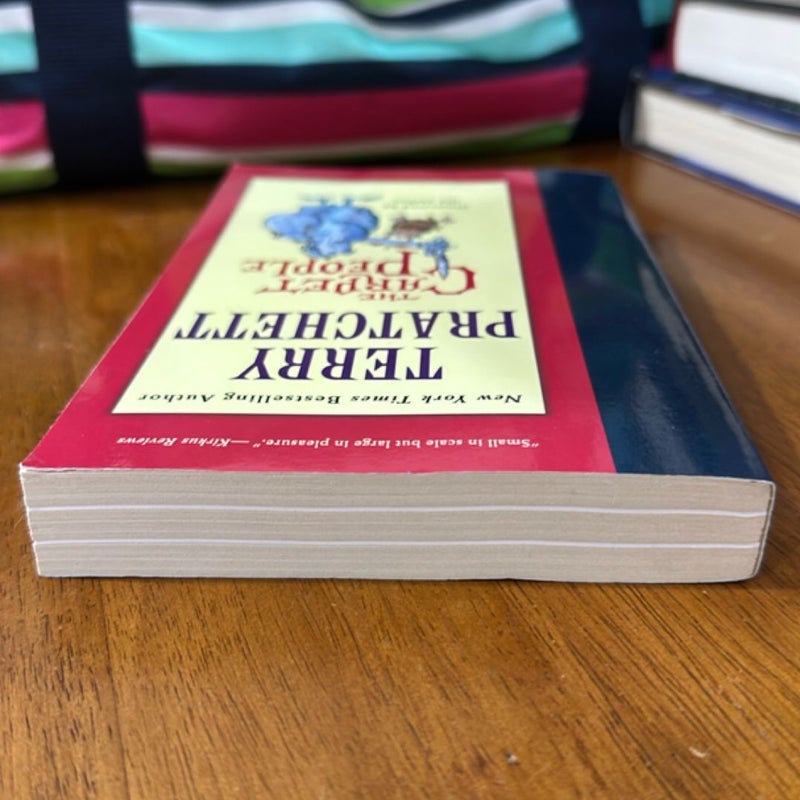 "Small in scale but large in pleasure."—Kirkus Reviews
New York Times Bestselling Author
TERRY
PRATCHETT
THE
CARPET
PEOPLE